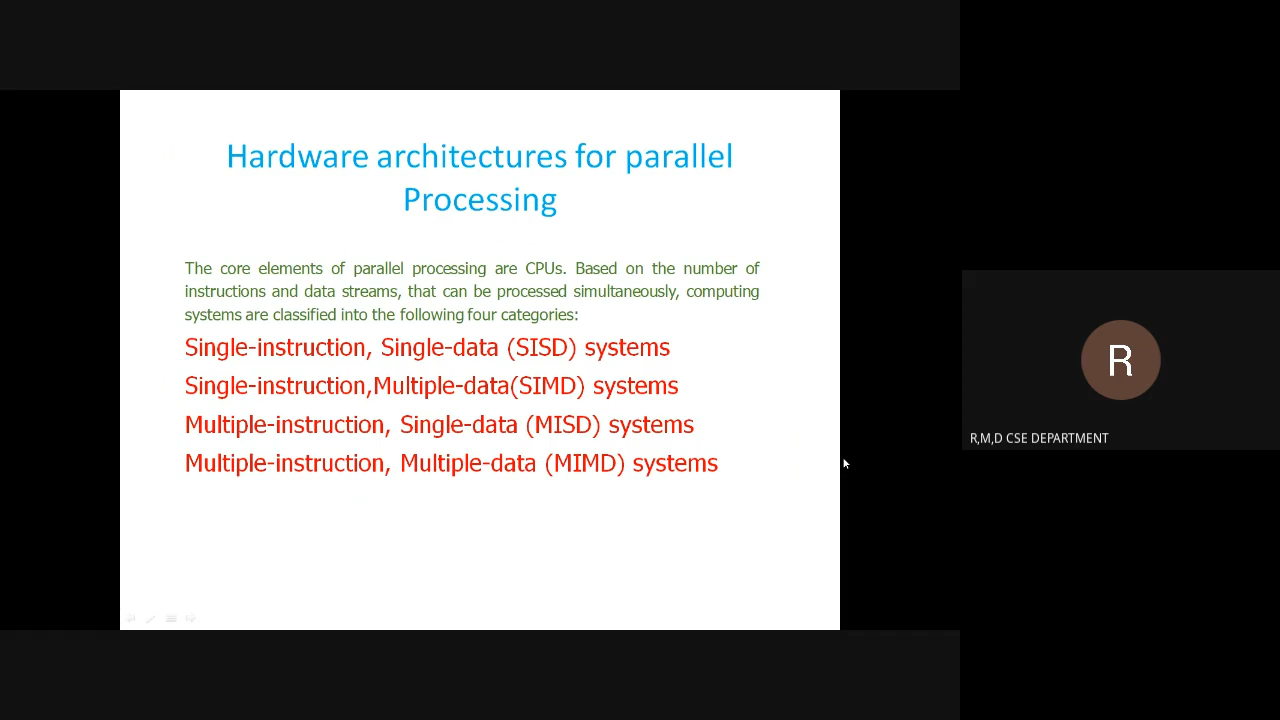 Hardware architectures for parallel
Processing
The core elements of parallel processing are CPUs. Based on the number of
instructions and data streams, that can be processed simultaneously, computing
systems are classified into the following four categories:
Single-instruction, Single-data (SISD) systems
Single-instruction,Multiple-data(SIMD) systems
Multiple-instruction, Single-data (MISD) systems
Multiple-instruction, Multiple-data (MIMD) systems
R
R,M,D CSE DEPARTMENT